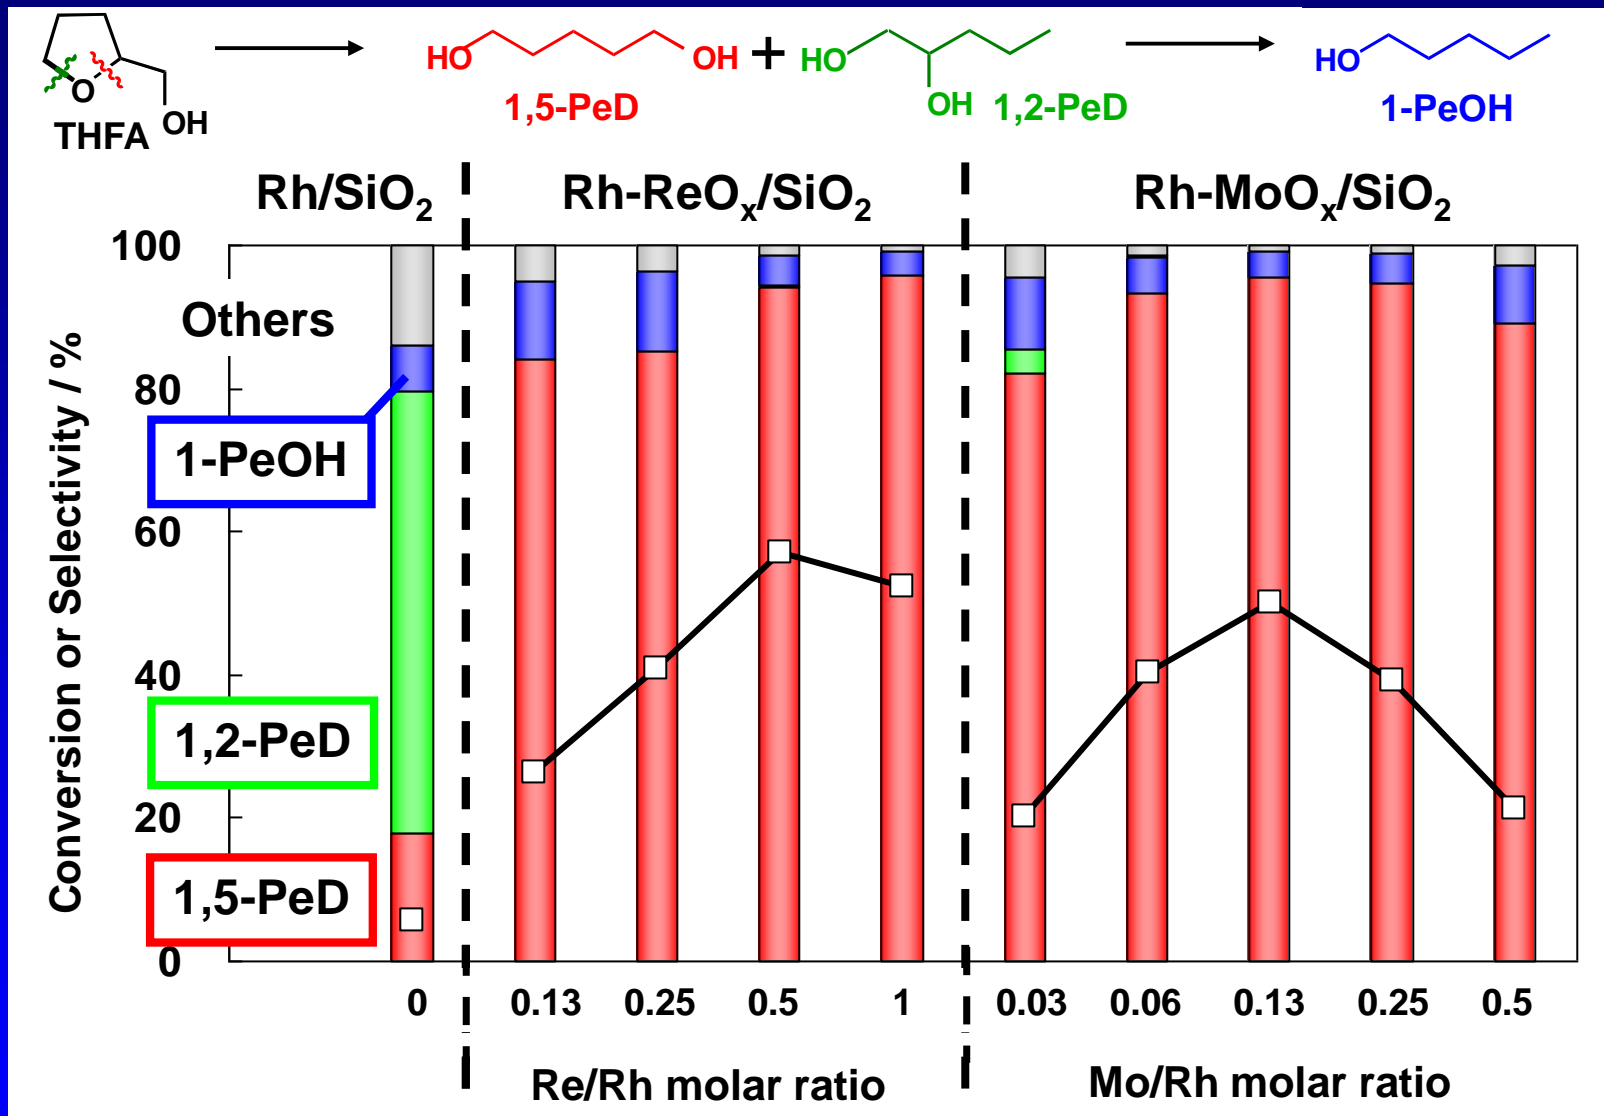 O
OH
THFA
HO
OH
1,5-PeD
+
HO
OH
1,2-PeD
HO
1-PeOH
Rh/SiO₂
Rh-ReOₓ/SiO₂
Rh-MoOₓ/SiO₂
Conversion or Selectivity / %
100
80
60
40
20
0
Others
1-PeOH
1,2-PeD
1,5-PeD
0
0.13 0.25 0.5 1
0.03 0.06 0.13 0.25 0.5
Re/Rh molar ratio
Mo/Rh molar ratio